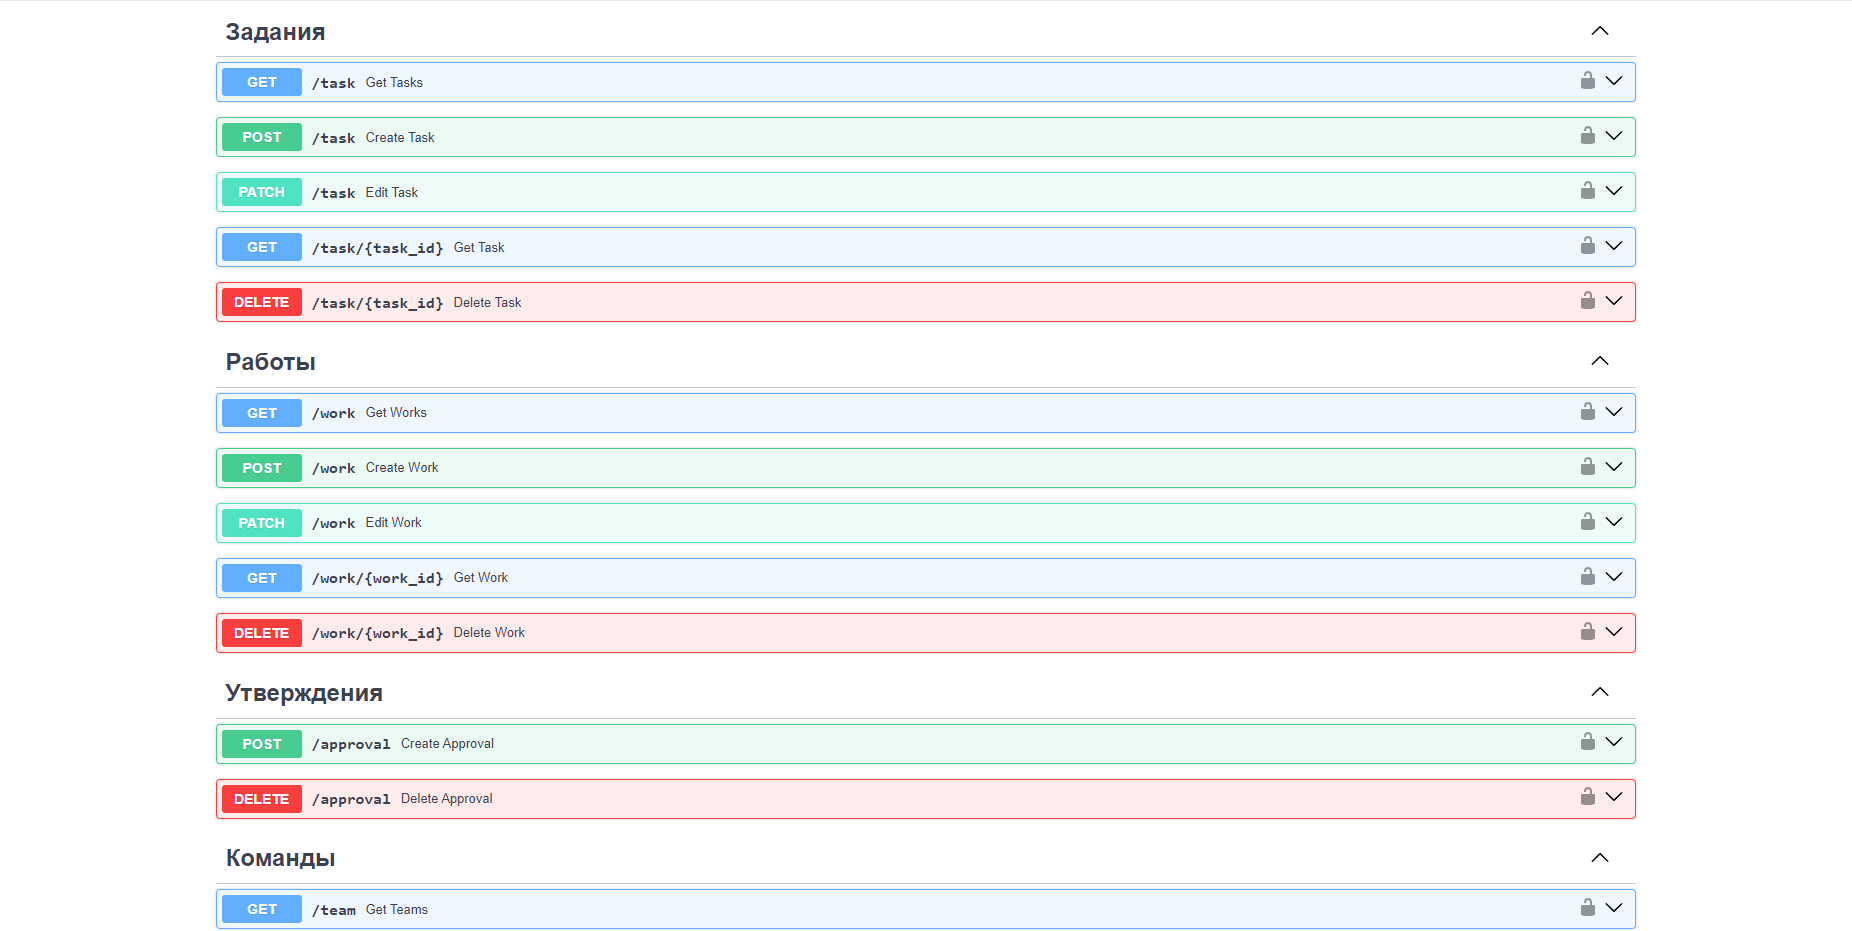 Задания
GET /task Get Tasks
POST /task Create Task
PATCH /task Edit Task
GET /task/{task_id} Get Task
DELETE /task/{task_id} Delete Task
Работы
GET /work Get Works
POST /work Create Work
PATCH /work Edit Work
GET /work/{work_id} Get Work
DELETE /work/{work_id} Delete Work
Утверждения
POST /approval Create Approval
DELETE /approval Delete Approval
Команды
GET /team Get Teams